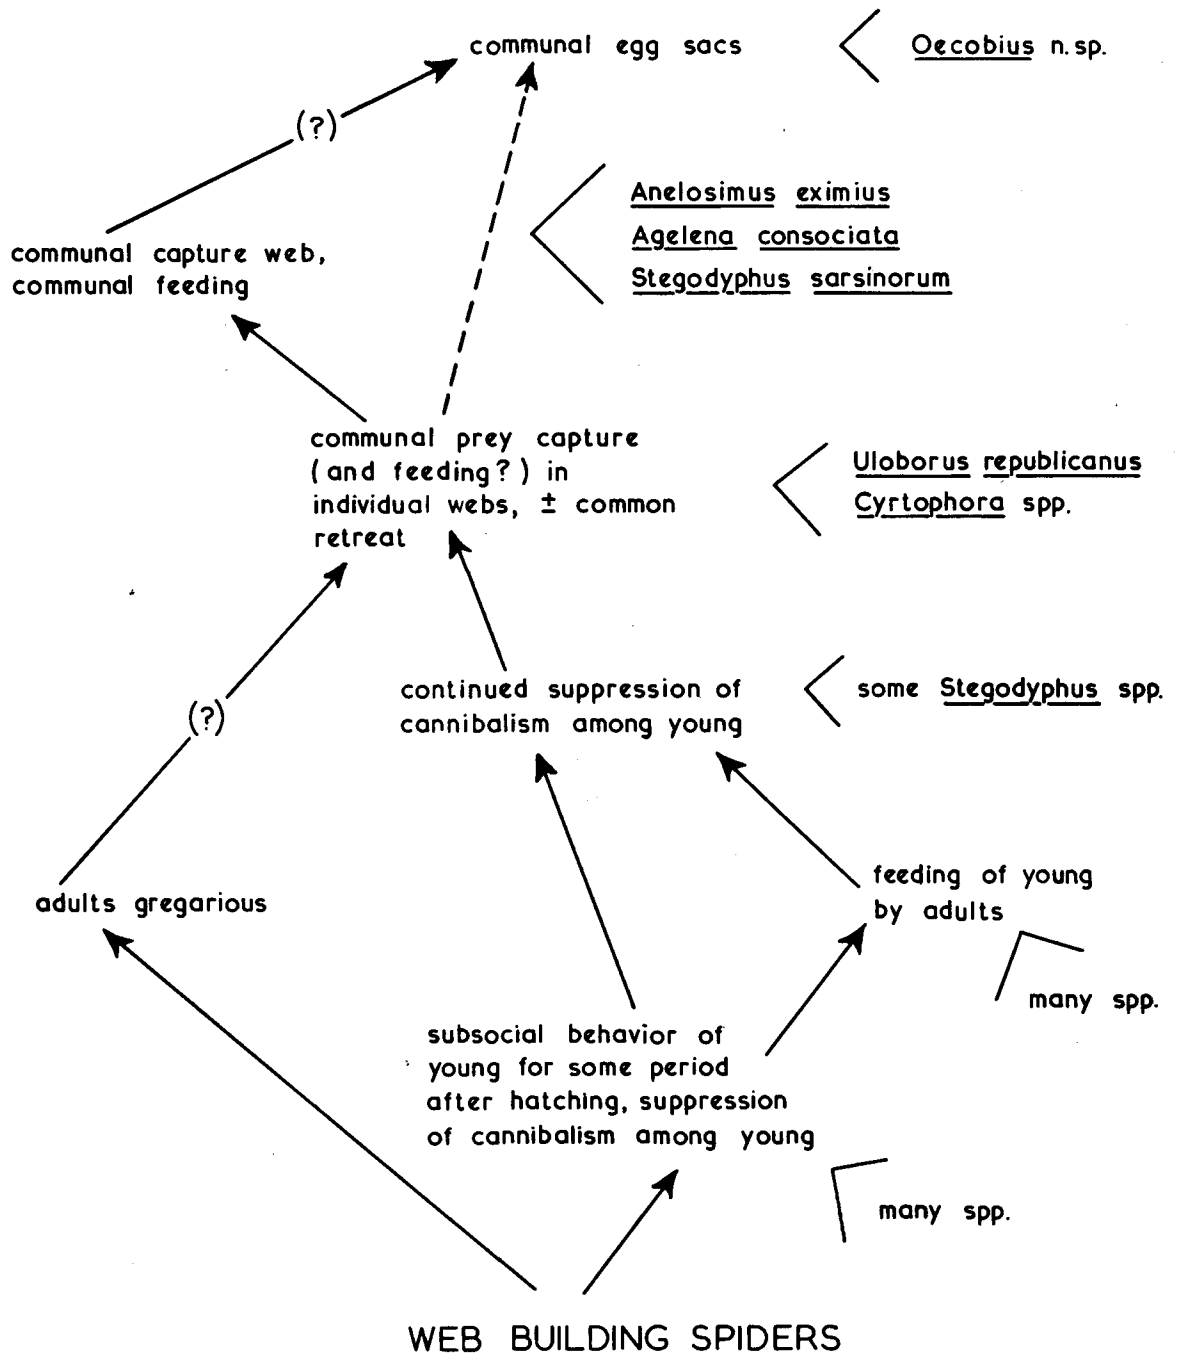 communal egg sacs
Oecobius n. sp.
(?)
Anelosimus eximius
Agelena consociata
Stegodyphus sarsinorum
communal capture web,
communal feeding
communal prey capture
(and feeding?) in
individual webs, ± common
retreat
Uloborus republicanus
Cyrtophora spp.
continued suppression of
cannibalism among young
some Stegodyphus spp.
(?)
feeding of young
by adults
adults gregarious
many spp.
subsocial behavior of
young for some period
after hatching, suppression
of cannibalism among young
many spp.
WEB BUILDING SPIDERS